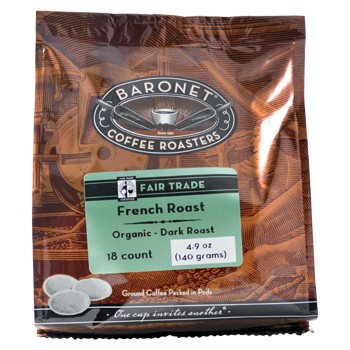 BARONET
COFFEE ROASTERS
FAIR TRADE
French Roast
Organic - Dark Roast
18 count
4.9 oz
(140 grams)
Ground Coffee Packed in Pods
One cup invites another